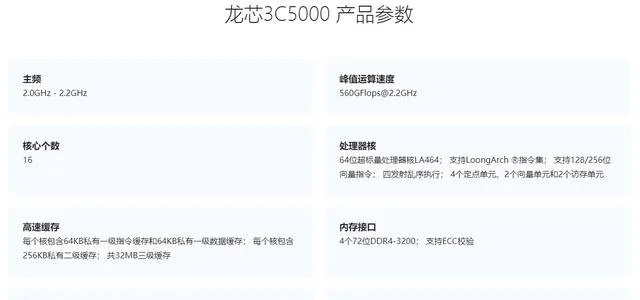 龙芯3C5000 产品参数
主频
2.0GHz - 2.2GHz
峰值运算速度
560GFlops@2.2GHz
核心个数
16
处理器核
64位超标量处理器核LA464； 支持LoongArch ®指令集； 支持128/256位
向量指令； 四发射乱序执行； 4个定点单元、2个向量单元和2个访存单元
高速缓存
每个核包含64KB私有一级指令缓存和64KB私有一级数据缓存； 每个核包含
256KB私有二级缓存； 共32MB三级缓存
内存接口
4个72位DDR4-3200； 支持ECC校验